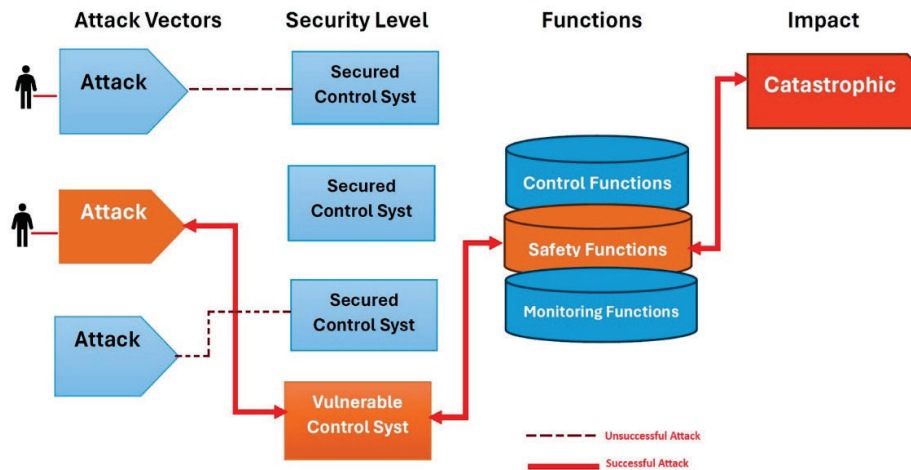 Attack Vectors
Security Level
Functions
Impact
Attack
Secured
Control Syst
Catastrophic
Attack
Secured
Control Syst
Control Functions
Safety Functions
Monitoring Functions
Attack
Secured
Control Syst
Vulnerable
Control Syst
Unsuccessful Attack
Successful Attack